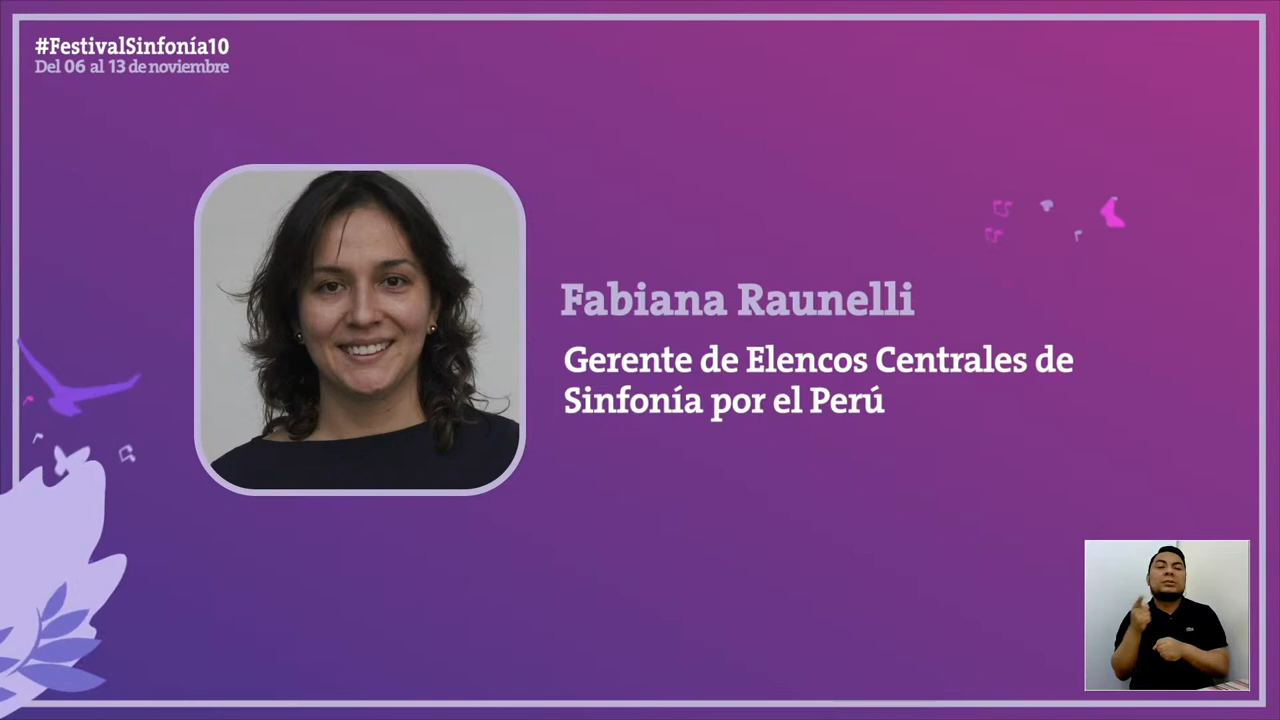 #FestivalSinfonía10
Del 06 al 13 de noviembre
Fabiana Raunelli
Gerente de Elencos Centrales de
Sinfonía por el Perú